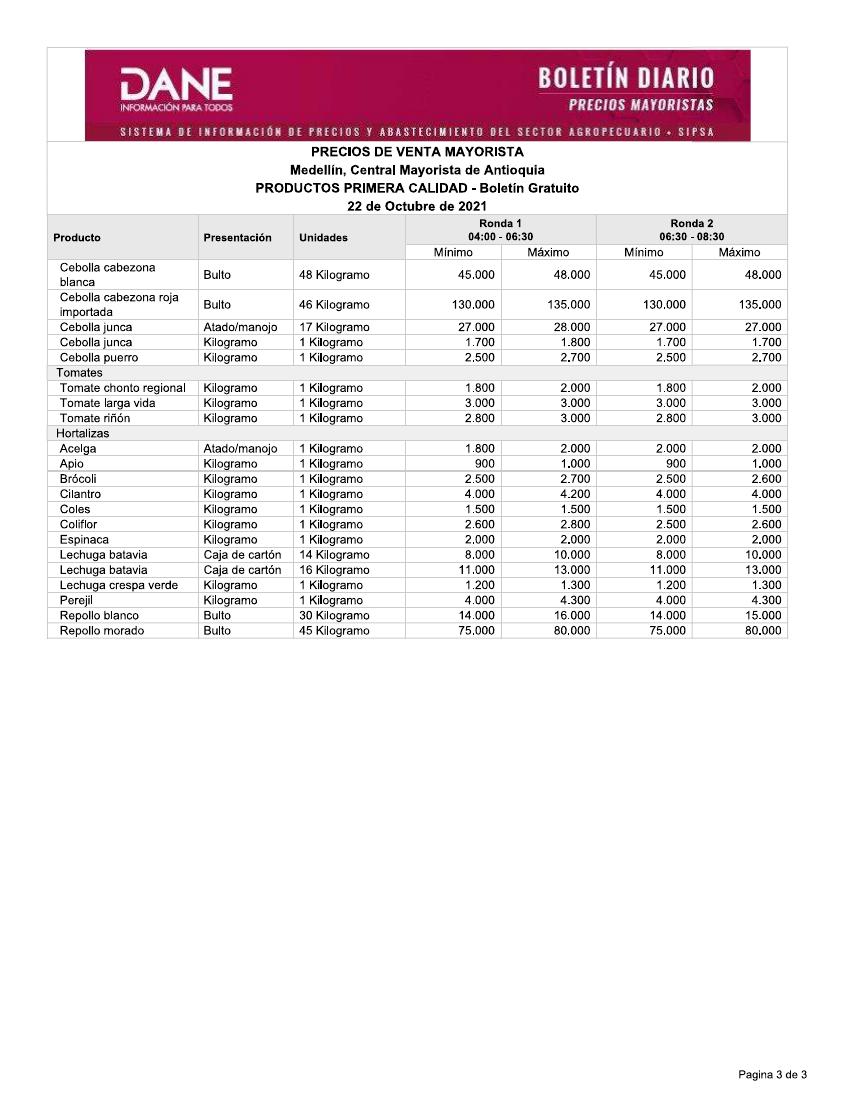 DANE
INFORMACIÓN PARA TODOS
BOLETÍN DIARIO
PRECIOS MAYORISTAS
SISTEMA DE INFORMACIÓN DE PRECIOS Y ABASTECIMIENTO DEL SECTOR AGROPECUARIO • SIPSA
PRECIOS DE VENTA MAYORISTA
Medellín, Central Mayorista de Antioquia
PRODUCTOS PRIMERA CALIDAD - Boletín Gratuito
22 de Octubre de 2021
Producto Presentación Unidades Ronda 1 04:00 - 06:30 Ronda 2 06:30 - 08:30
Mínimo Máximo Mínimo Máximo
Cebolla cabezona blanca Bulto 48 Kilogramo 45.000 48.000 45.000 48.000
Cebolla cabezona roja importada Bulto 46 Kilogramo 130.000 135.000 130.000 135.000
Cebolla junca Atado/manojo 17 Kilogramo 27.000 28.000 27.000 27.000
Cebolla junca Kilogramo 1 Kilogramo 1.700 1.800 1.700 1.700
Cebolla puerro Kilogramo 1 Kilogramo 2.500 2.700 2.500 2.700
Tomates
Tomate chonto regional Kilogramo 1 Kilogramo 1.800 2.000 1.800 2.000
Tomate larga vida Kilogramo 1 Kilogramo 3.000 3.000 3.000 3.000
Tomate riñón Kilogramo 1 Kilogramo 2.800 3.000 2.800 3.000
Hortalizas
Acelga Atado/manojo 1 Kilogramo 1.800 2.000 2.000 2.000
Apio Kilogramo 1 Kilogramo 900 1.000 900 1.000
Brócoli Kilogramo 1 Kilogramo 2.500 2.700 2.500 2.600
Cilantro Kilogramo 1 Kilogramo 4.000 4.200 4.000 4.000
Coles Kilogramo 1 Kilogramo 1.500 1.500 1.500 1.500
Coliflor Kilogramo 1 Kilogramo 2.600 2.800 2.500 2.600
Espinaca Kilogramo 1 Kilogramo 2.000 2.000 2.000 2.000
Lechuga batavia Caja de cartón 14 Kilogramo 8.000 10.000 8.000 10.000
Lechuga batavia Caja de cartón 16 Kilogramo 11.000 13.000 11.000 13.000
Lechuga crespa verde Kilogramo 1 Kilogramo 1.200 1.300 1.200 1.300
Perejil Kilogramo 1 Kilogramo 4.000 4.300 4.000 4.300
Repollo blanco Bulto 30 Kilogramo 14.000 16.000 14.000 15.000
Repollo morado Bulto 45 Kilogramo 75.000 80.000 75.000 80.000
Pagina 3 de 3